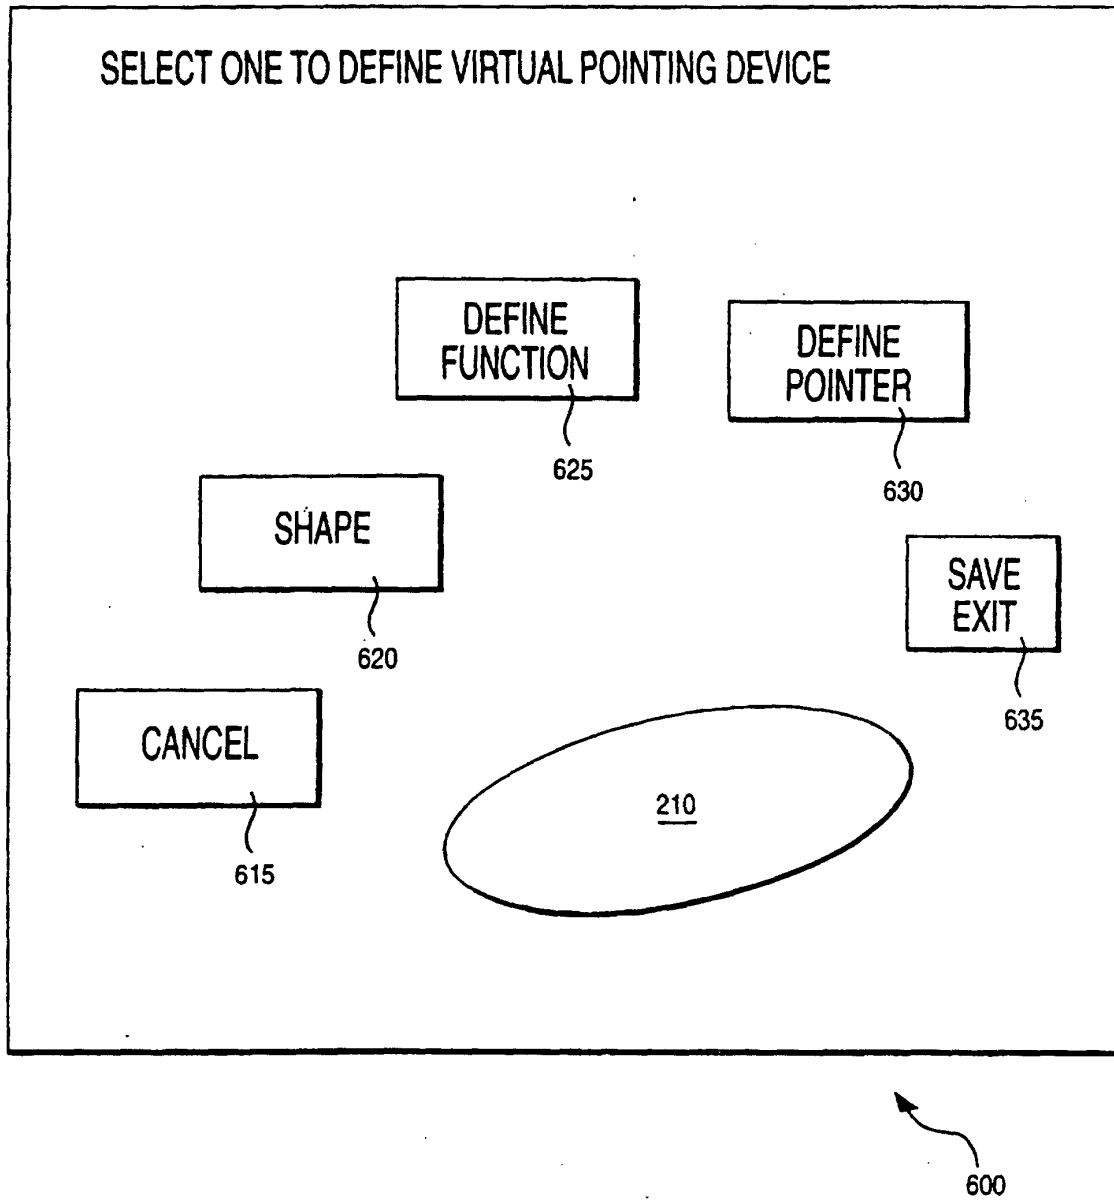 SELECT ONE TO DEFINE VIRTUAL POINTING DEVICE
DEFINE
FUNCTION
625
DEFINE
POINTER
630
SHAPE
620
SAVE
EXIT
635
CANCEL
615
210
600